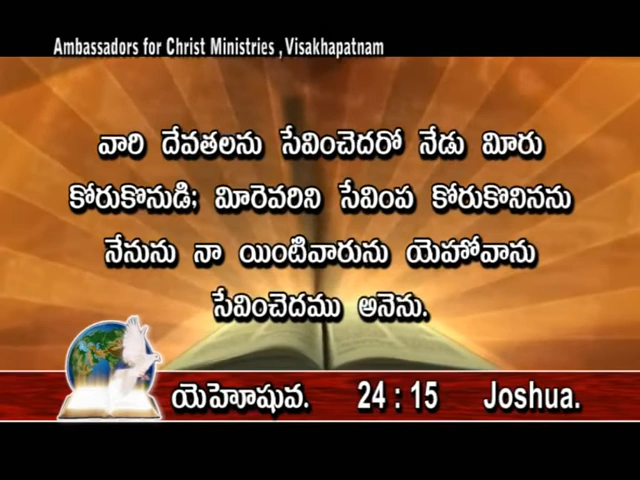 Ambassadors for Christ Ministries , Visakhapatnam
వారి దేవతలను సేవించెదరో నేడు మీరు
కోరుకొనుడి; మీరెవరిని సేవింప కోరుకొనినను
నేనును నా యింటివారును యెహోవాను
సేవించెదము అనెను.
యెహోషువ. 24 : 15 Joshua.